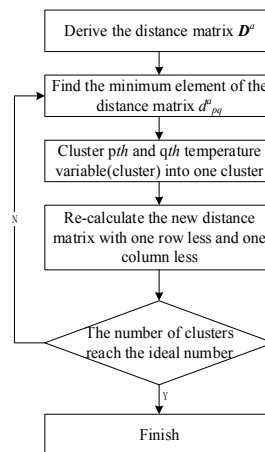 Derive the distance matrix Dᵃ
Find the minimum element of the
distance matrix dᵃpq
Cluster pth and qth temperature
variable(cluster) into one cluster
Re-calculate the new distance
matrix with one row less and one
column less
N
The number of clusters
reach the ideal number
Y
Finish